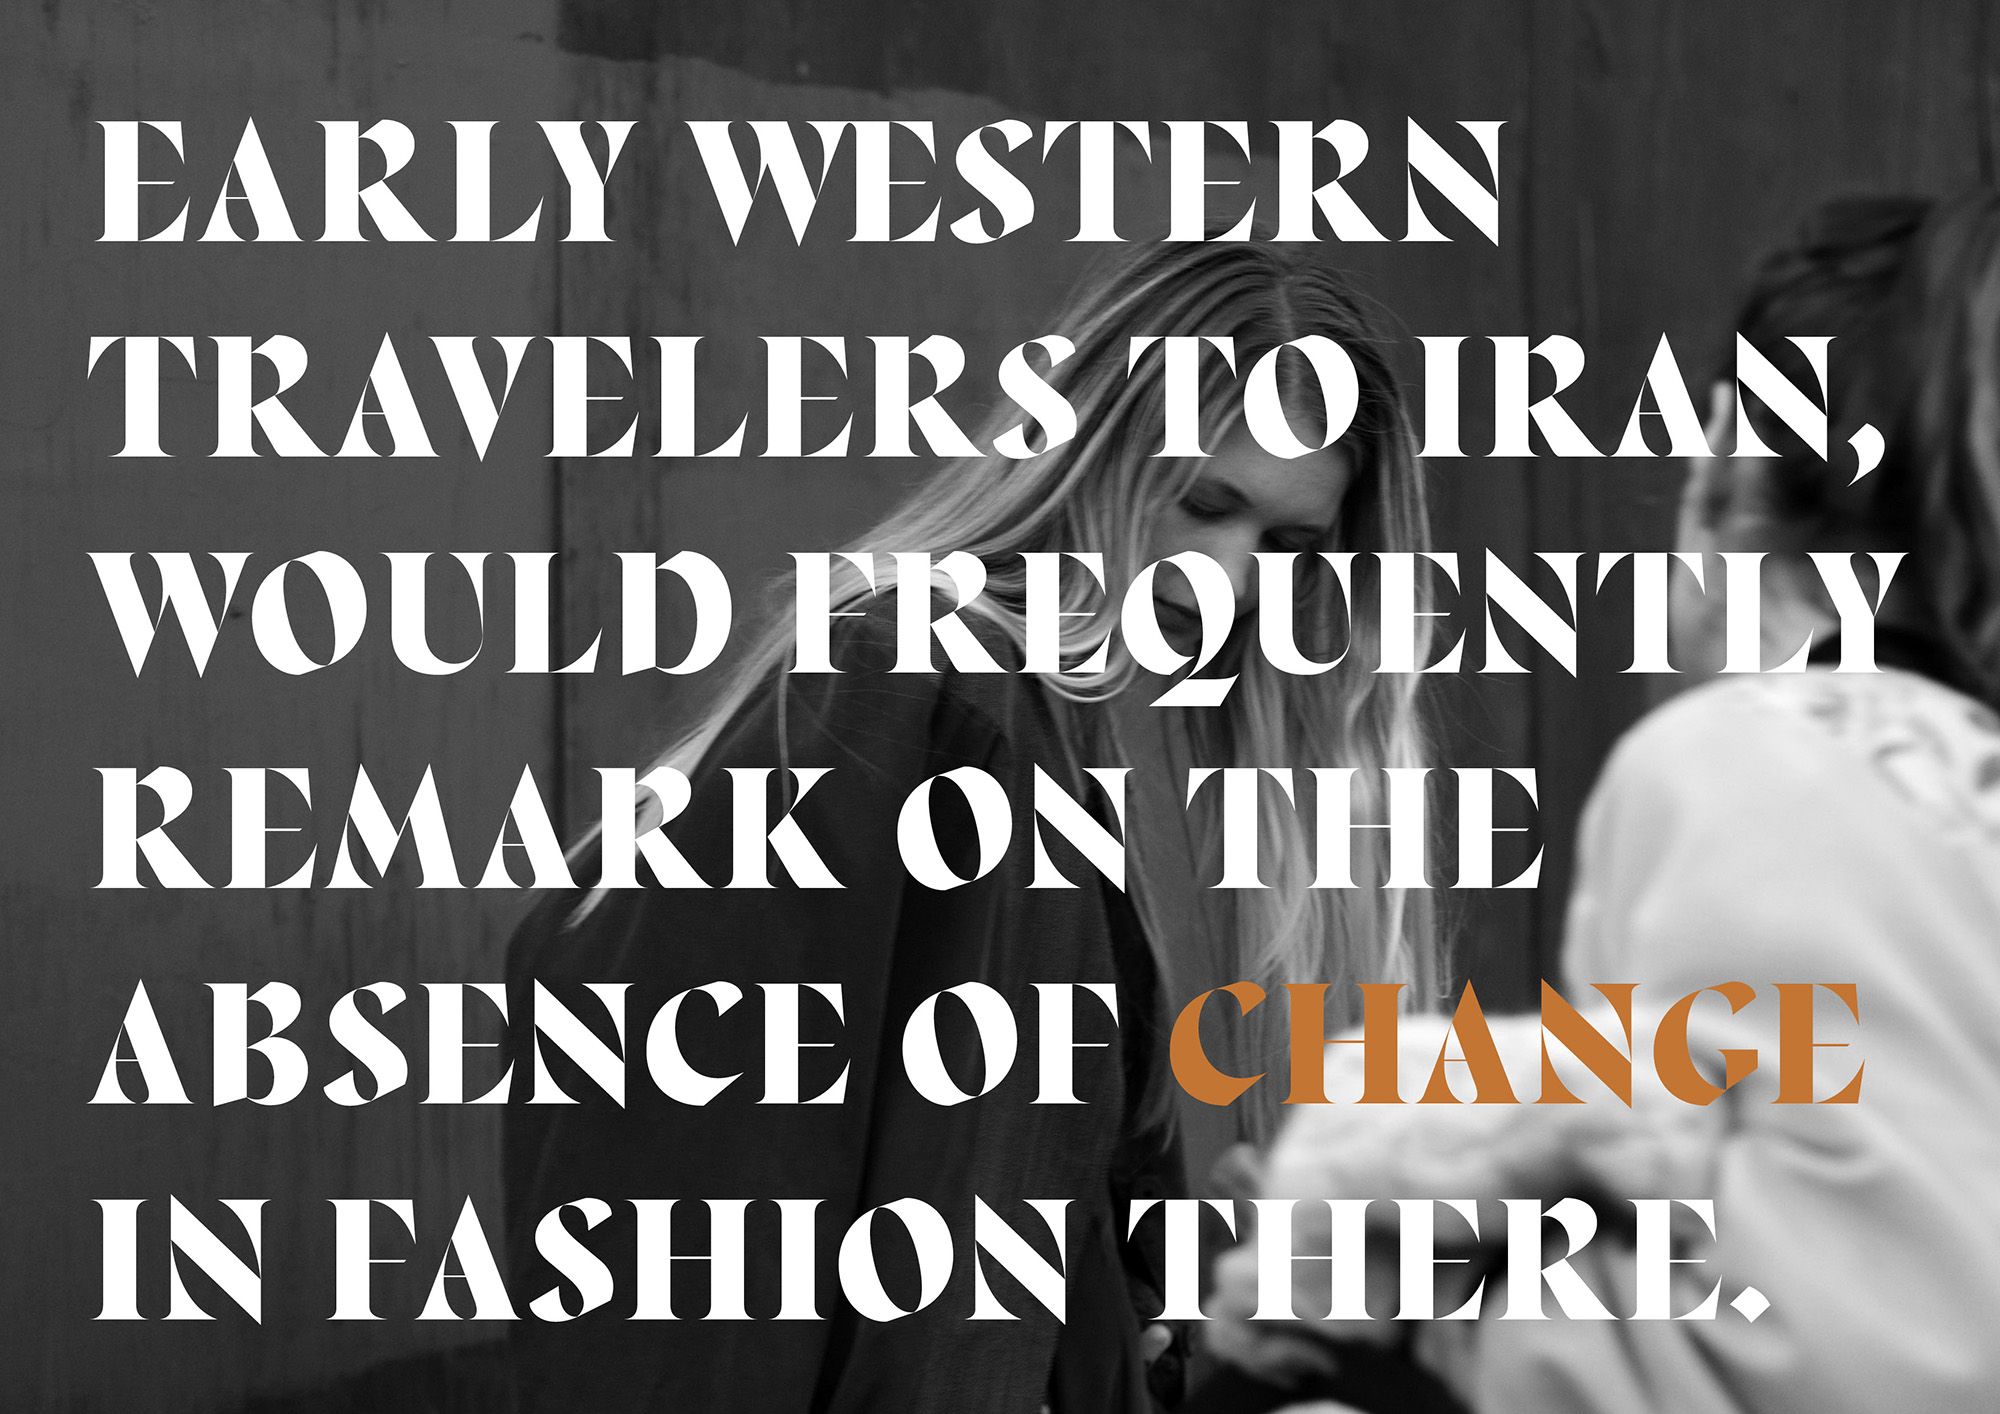 EARLY WESTERN
TRAVELERS TO IRAN,
WOULD FREQUENTLY
REMARK ON THE
ABSENCE OF CHANGE
IN FASHION THERE.